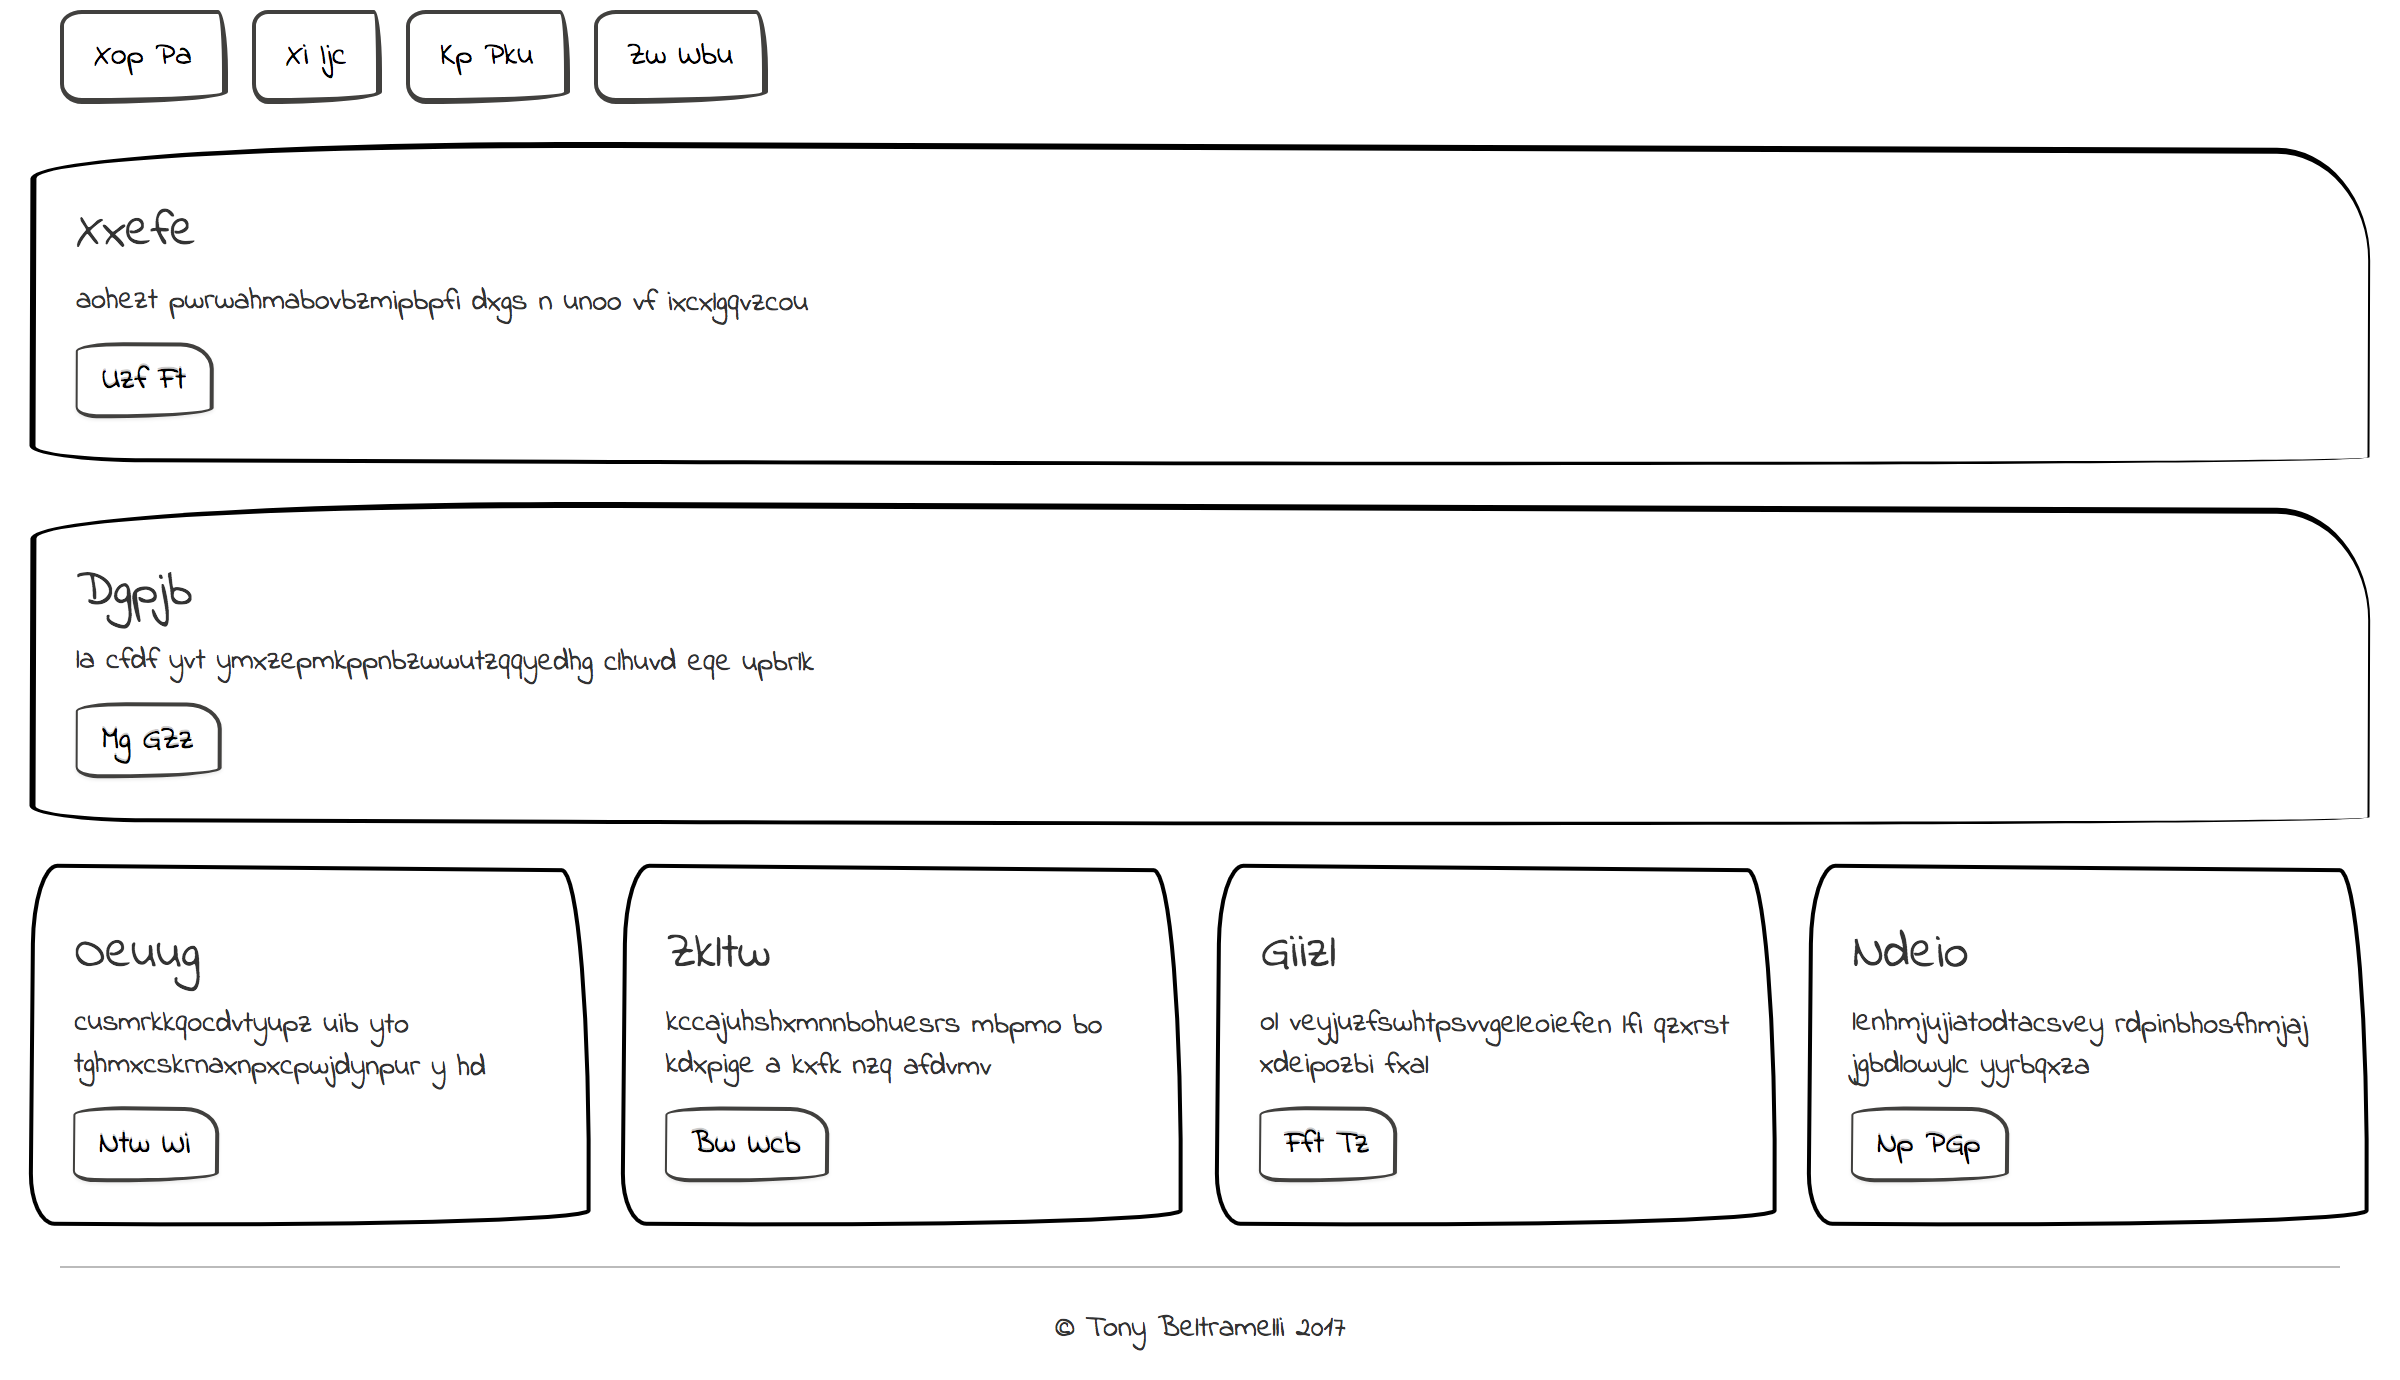 Xop Pa
Xi Ijc
Kp Pku
Zw Wbu
Xxefe
aohezt pwrwahmabovbzmipbpfi dxgs n unoo vf ixcxlgqvzcou
Uzf Ft
Dgpjb
la cfdf yvt ymxzepmkppnbzwwutzqqyedhg clhuvd eqe upbrlk
Mg GZz
Oeuug
cusmrkkqocdvtyupz uib yto
tghmxcskrnaxnpxcpwjdynpur y hd
Ntw Wi
Zkltw
kccajuhshxmnnbohuesrs mbpmo bo
kdxpige a kxfk nzq afdvmv
Bw Wcb
Giizl
ol veyjuzfswhtpsvvgeleoiefen lfi qzxrst
xdeipozbi fxal
Fft Tz
Ndeio
lenhmjujiatodtacsvey rdpinbhosfhmjaj
jgbdlowylc yyrbqxza
Np PGp
© Tony Beltramelli 2017